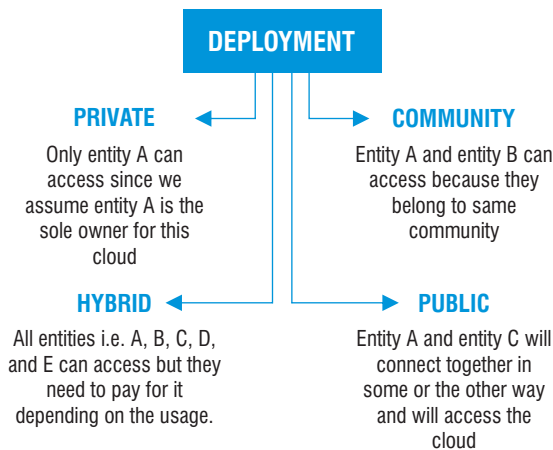 DEPLOYMENT
PRIVATE
Only entity A can
access since we
assume entity A is the
sole owner for this
cloud
COMMUNITY
Entity A and entity B can
access because they
belong to same
community
HYBRID
All entities i.e. A, B, C, D,
and E can access but they
need to pay for it
depending on the usage.
PUBLIC
Entity A and entity C will
connect together in
some or the other way
and will access the
cloud